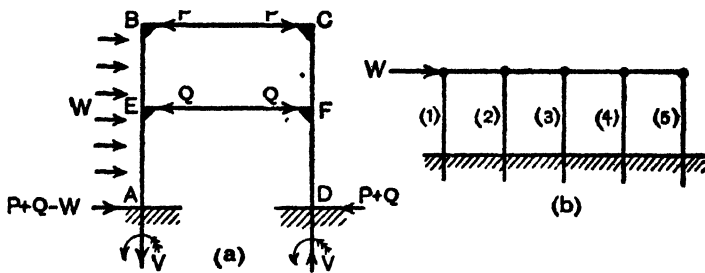 B P P C
W
E Q Q F
W
(1) (2) (3) (4) (5)
A D
P+Q-W P+Q
V V
(a) (b)